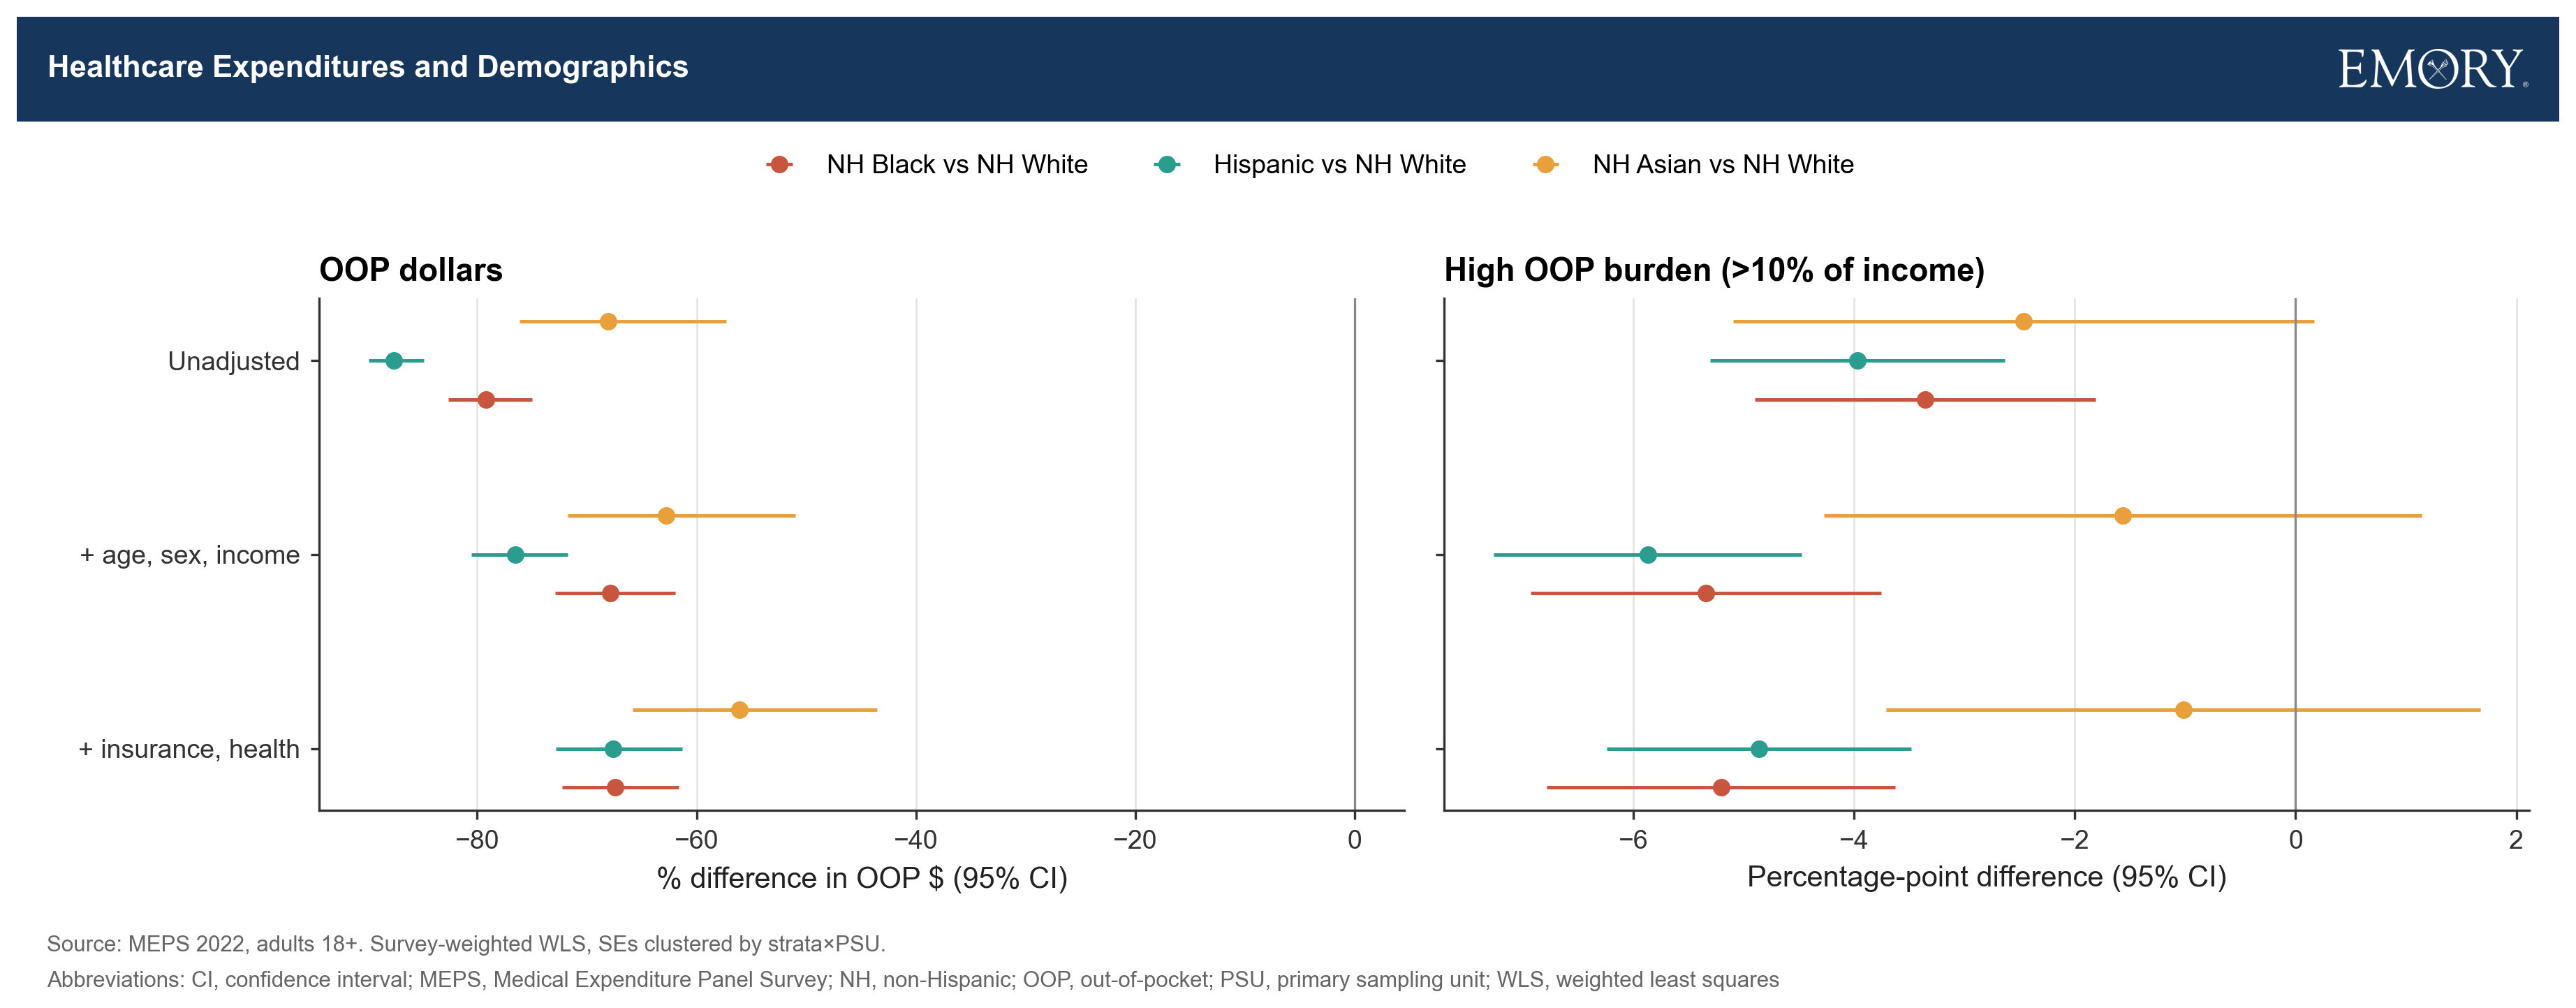 Healthcare Expenditures and Demographics
EMORY®
NH Black vs NH White
Hispanic vs NH White
NH Asian vs NH White
OOP dollars
High OOP burden (>10% of income)
Unadjusted
+ age, sex, income
+ insurance, health
−80
−60
−40
−20
0
−6
−4
−2
0
2
% difference in OOP $ (95% CI)
Percentage-point difference (95% CI)
Source: MEPS 2022, adults 18+. Survey-weighted WLS, SEs clustered by strata×PSU.
Abbreviations: CI, confidence interval; MEPS, Medical Expenditure Panel Survey; NH, non-Hispanic; OOP, out-of-pocket; PSU, primary sampling unit; WLS, weighted least squares